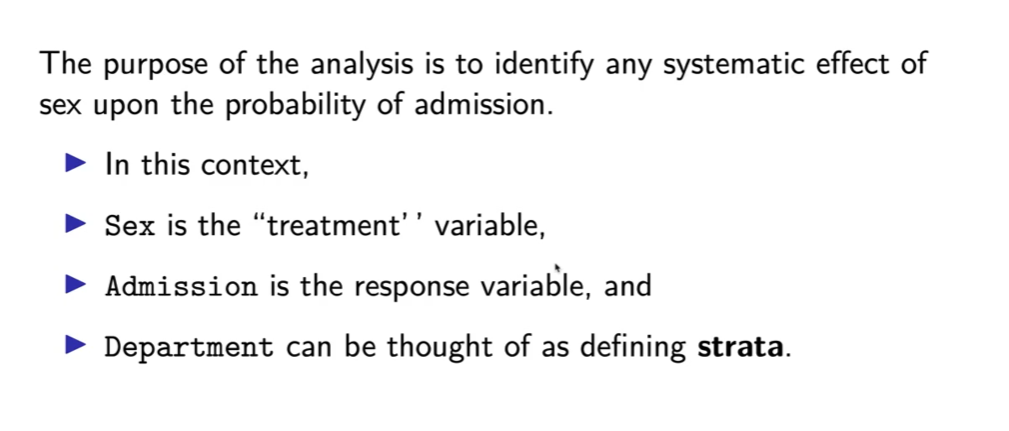 The purpose of the analysis is to identify any systematic effect of
sex upon the probability of admission.
▶ In this context,
▶ Sex is the “treatment’’ variable,
▶ Admission is the response variable, and
▶ Department can be thought of as defining strata.